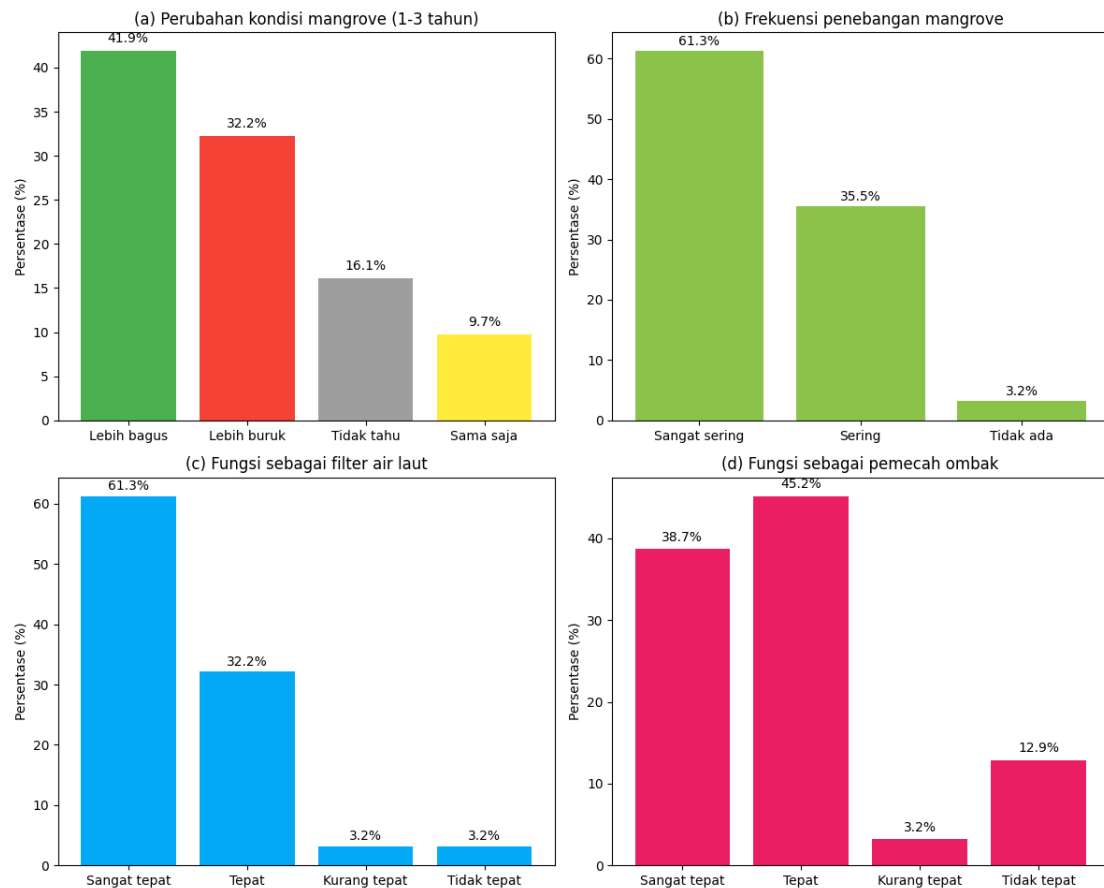 (a) Perubahan kondisi mangrove (1-3 tahun)
Persentase (%)
40
35
30
25
20
15
10
5
0
41.9%
32.2%
16.1%
9.7%
Lebih bagus
Lebih buruk
Tidak tahu
Sama saja
(b) Frekuensi penebangan mangrove
Persentase (%)
60
50
40
30
20
10
0
61.3%
35.5%
3.2%
Sangat sering
Sering
Tidak ada
(c) Fungsi sebagai filter air laut
Persentase (%)
60
50
40
30
20
10
0
61.3%
32.2%
3.2%
3.2%
Sangat tepat
Tepat
Kurang tepat
Tidak tepat
(d) Fungsi sebagai pemecah ombak
Persentase (%)
40
30
20
10
0
38.7%
45.2%
3.2%
12.9%
Sangat tepat
Tepat
Kurang tepat
Tidak tepat